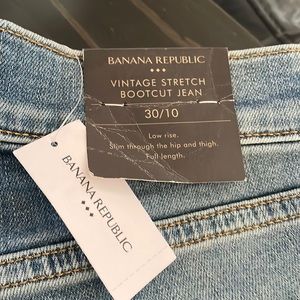 BANANA REPUBLIC
VINTAGE STRETCH
BOOTCUT JEAN
30/10
Low rise.
Slim through the hip and thigh.
Full length.
BANANA REPUBLIC